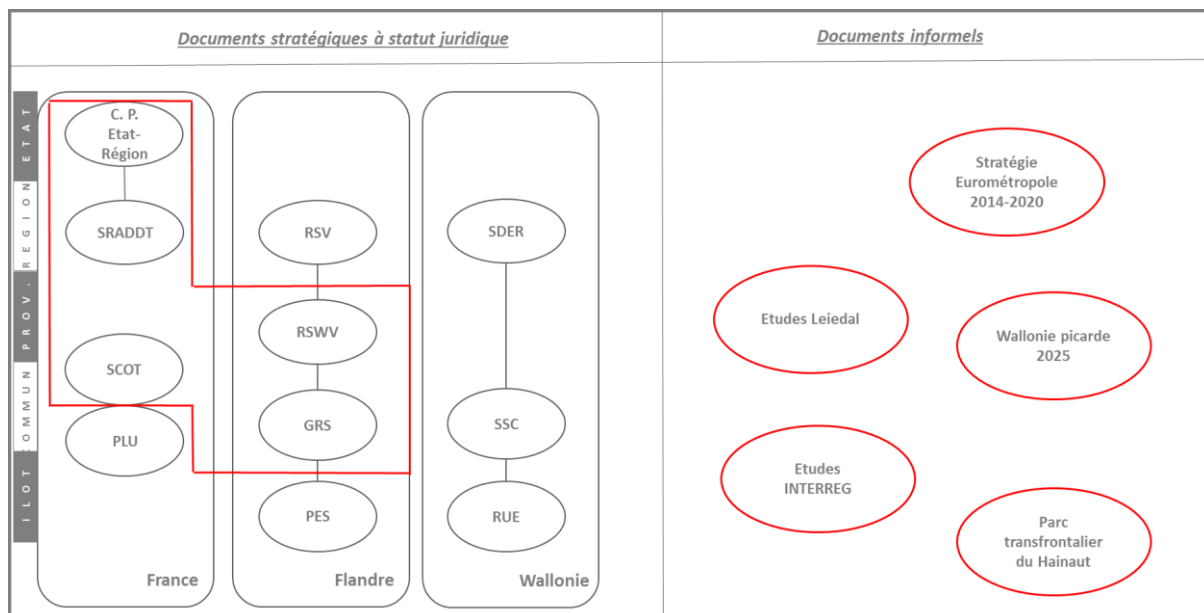 Documents stratégiques à statut juridique
Documents informels
ETAT
REGION
PROV.
COMMUN
ILOT
C. P.
Etat-
Région
SRADDT
SCOT
PLU
France
RSV
RSWV
GRS
PES
Flandre
SDER
SSC
RUE
Wallonie
Stratégie
Eurométropole
2014-2020
Etudes Leiedal
Wallonie picarde
2025
Etudes
INTERREG
Parc
transfrontalier
du Hainaut